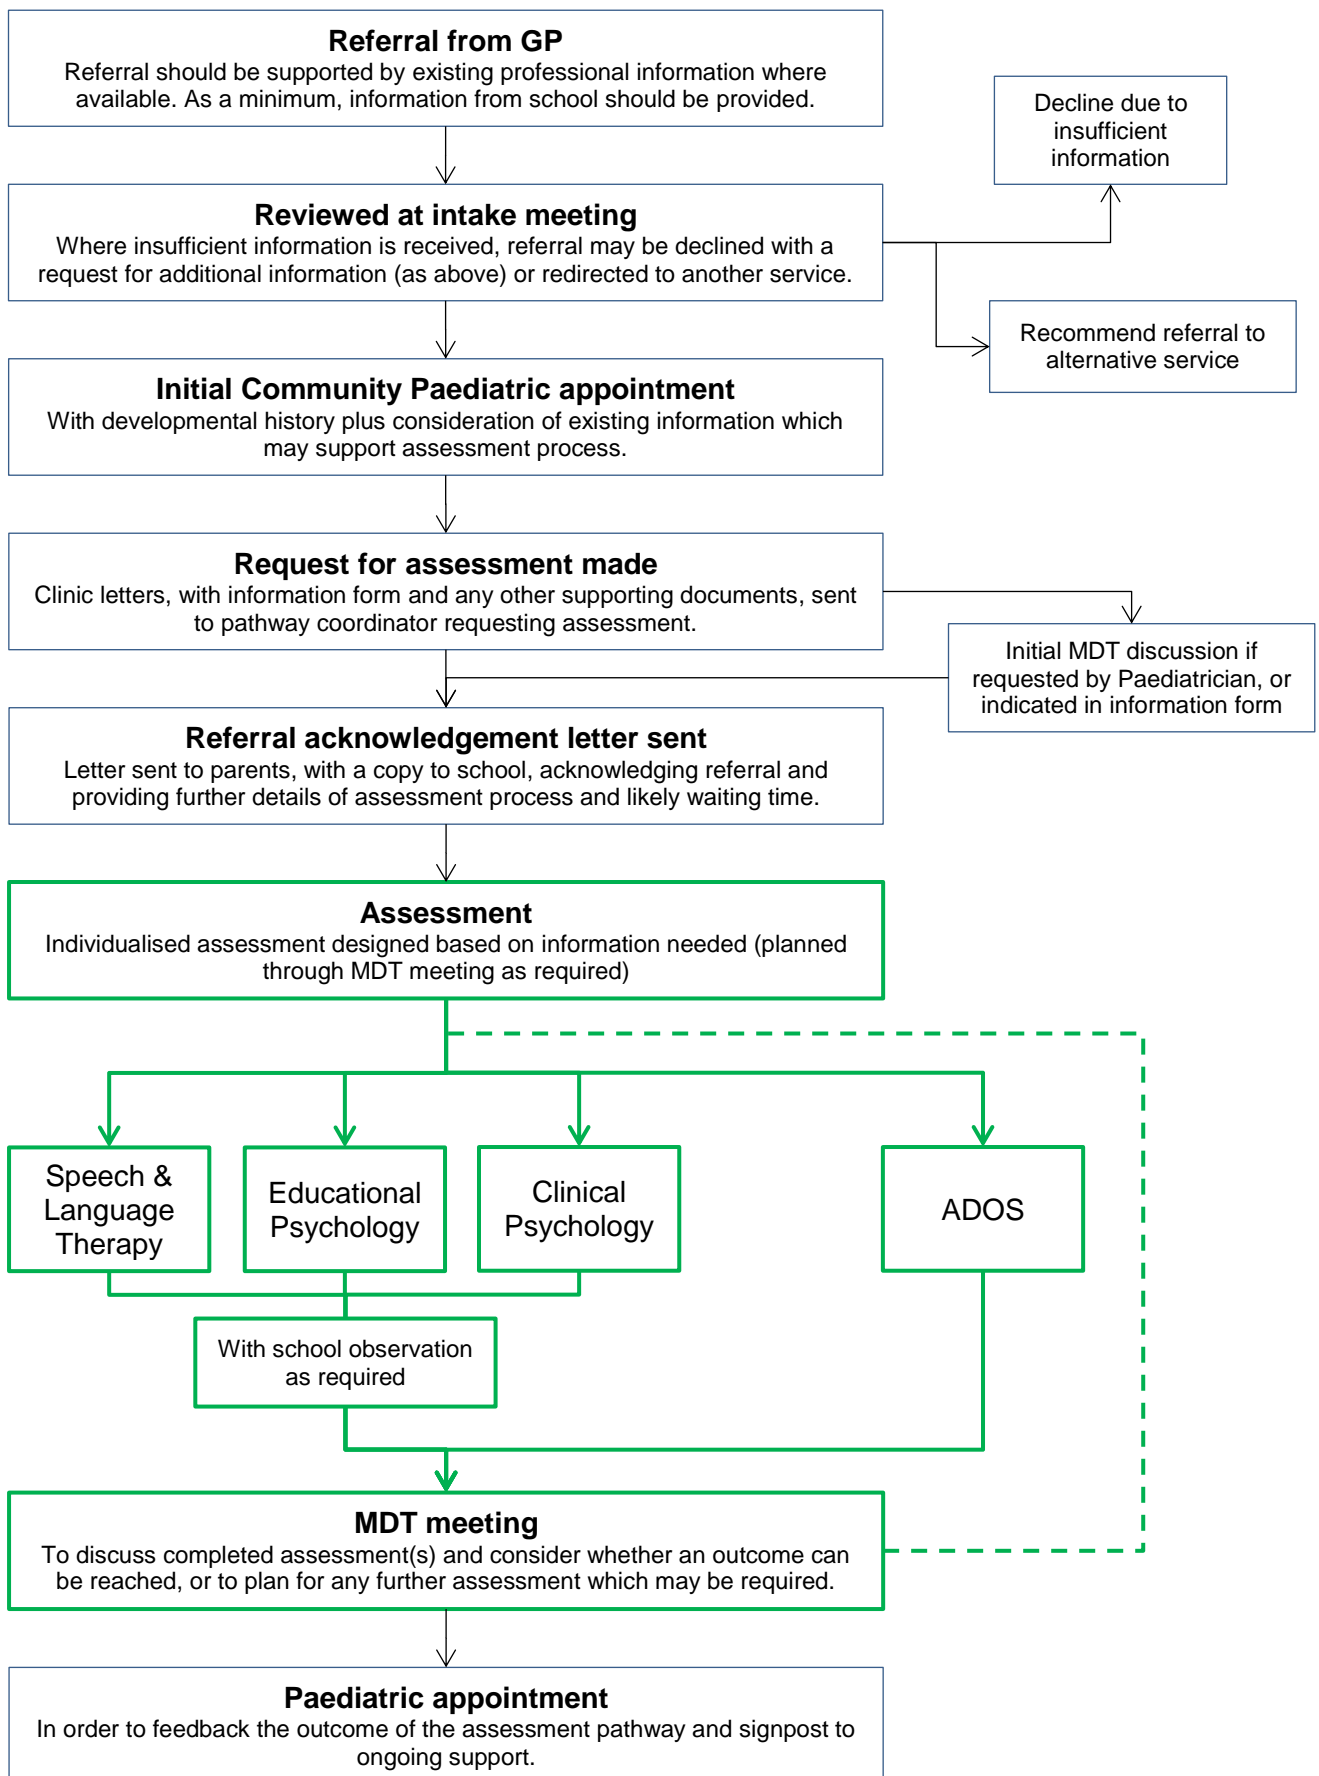 Referral from GP
Referral should be supported by existing professional information where
available. As a minimum, information from school should be provided.
Decline due to
insufficient
information
Reviewed at intake meeting
Where insufficient information is received, referral may be declined with a
request for additional information (as above) or redirected to another service.
Recommend referral to
alternative service
Initial Community Paediatric appointment
With developmental history plus consideration of existing information which
may support assessment process.
Request for assessment made
Clinic letters, with information form and any other supporting documents, sent
to pathway coordinator requesting assessment.
Initial MDT discussion if
requested by Paediatrician, or
indicated in information form
Referral acknowledgement letter sent
Letter sent to parents, with a copy to school, acknowledging referral and
providing further details of assessment process and likely waiting time.
Assessment
Individualised assessment designed based on information needed (planned
through MDT meeting as required)
Speech &
Language
Therapy
Educational
Psychology
Clinical
Psychology
ADOS
With school observation
as required
MDT meeting
To discuss completed assessment(s) and consider whether an outcome can
be reached, or to plan for any further assessment which may be required.
Paediatric appointment
In order to feedback the outcome of the assessment pathway and signpost to
ongoing support.